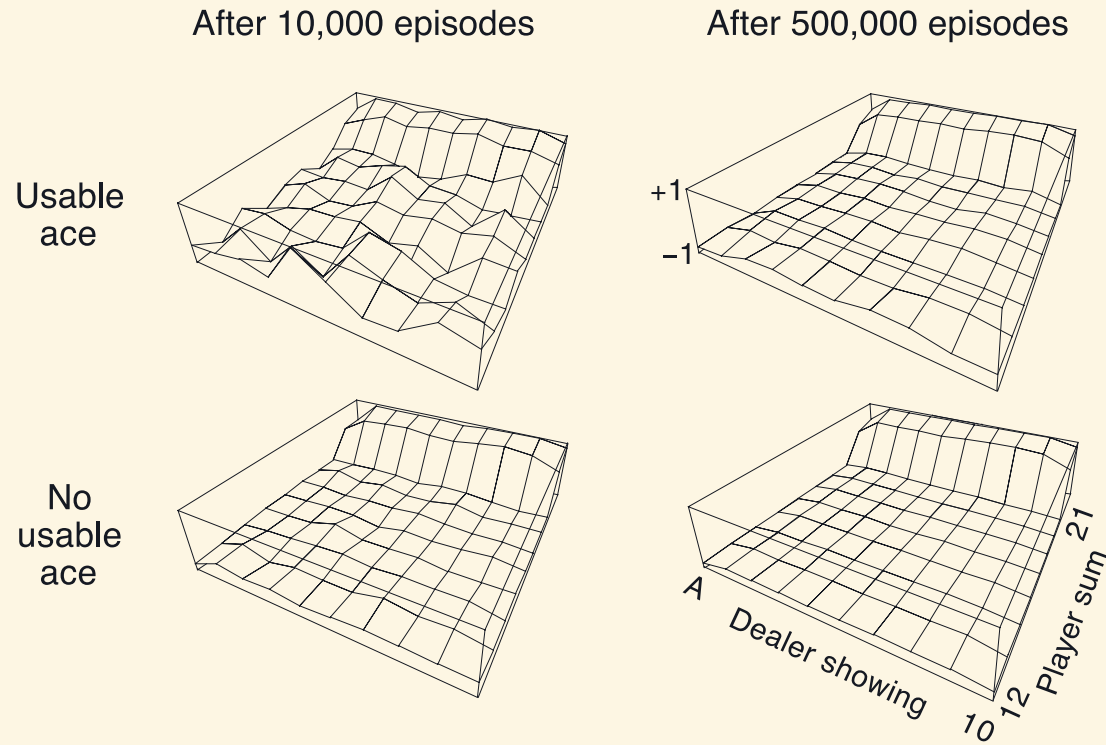 After 10,000 episodes
After 500,000 episodes
Usable
ace
+1
−1
No
usable
ace
A
Dealer showing
10
12
Player sum
21